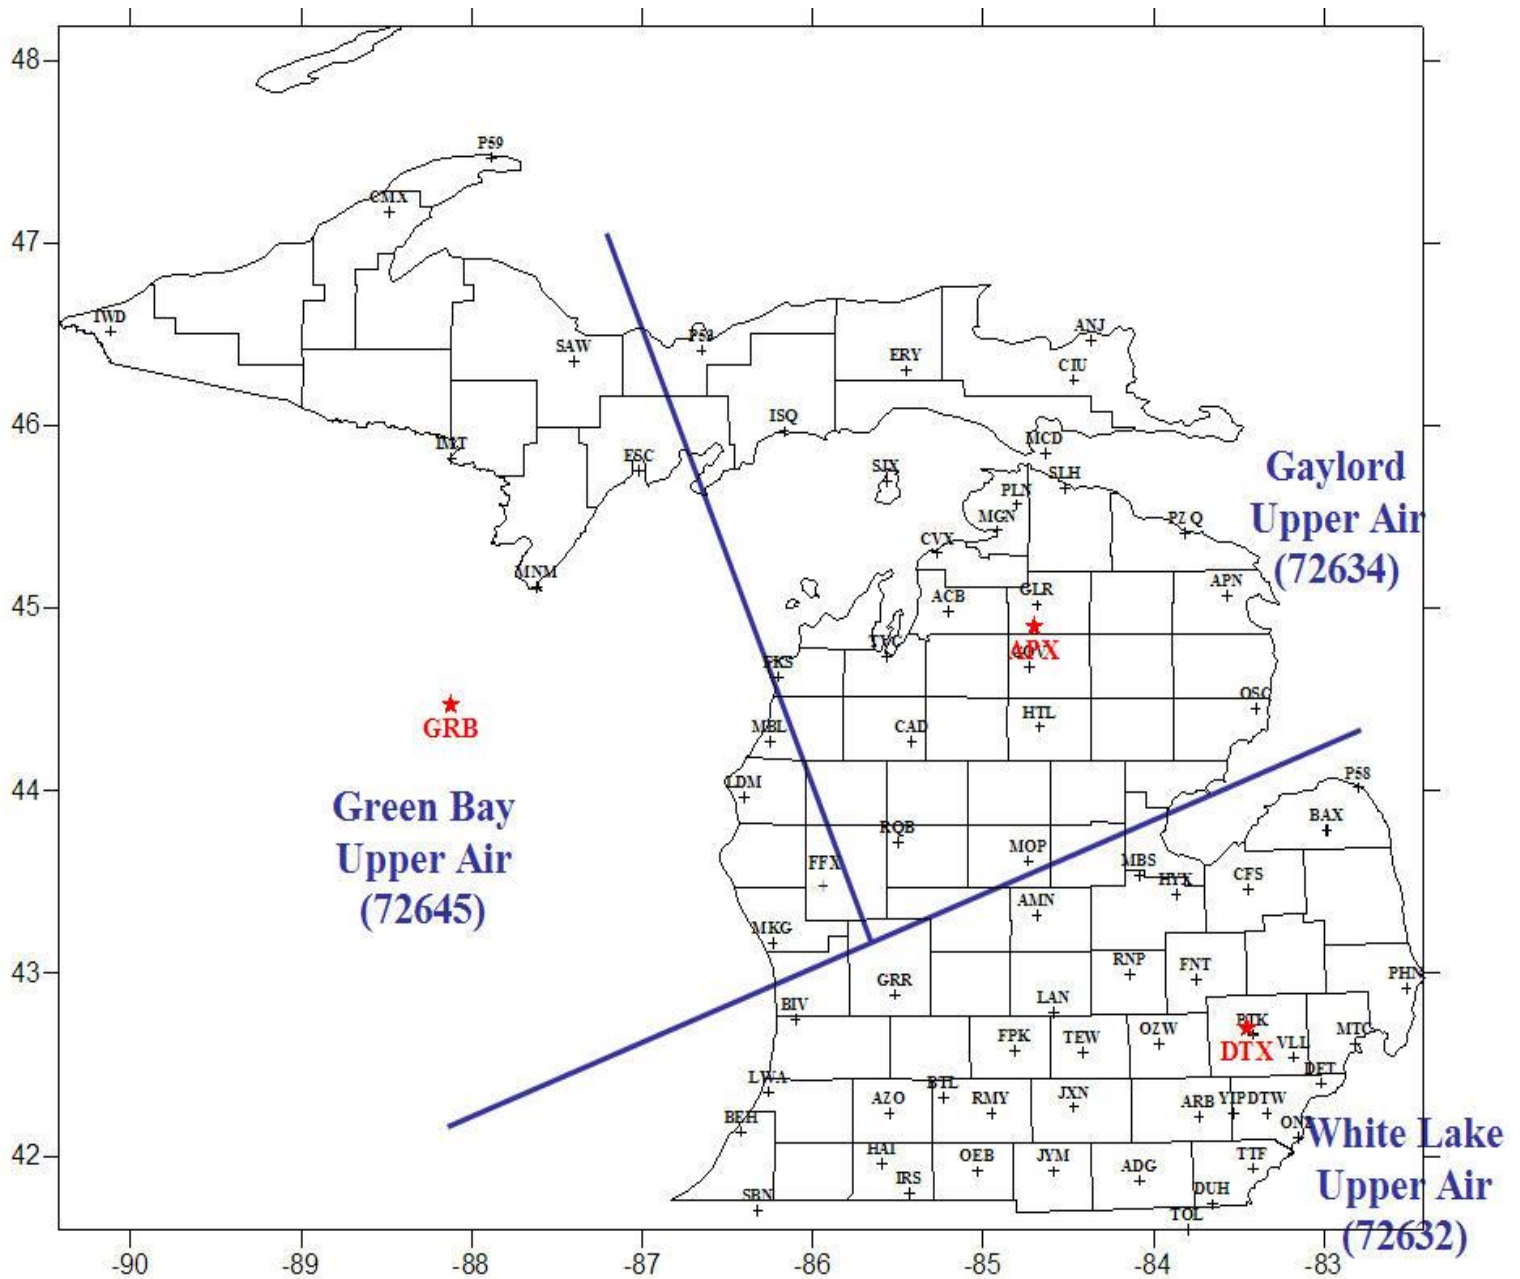 48
P59
CMX
47
IWD
SAW
P53
ERY
ANJ
CIU
46
IMT
ESC
ISQ
MCD
SJX
SLH
PLN
MGN
PZQ
CVX
Gaylord
Upper Air
(72634)
MNM
45
ACB
GLR
APN
TVC
APX
FKS
OSC
GRB
MBL
CAD
HTL
44
LDM
P58
Green Bay
Upper Air
(72645)
RQB
BAX
FFX
MOP
MBS
HYX
CFS
AMN
MKG
43
GRR
RNP
FNT
PHN
BIV
LAN
FPK
TEW
OZW
PTK
DTX
VLL
MTC
DET
LWA
AZO
BTL
RMY
JXN
ARB
YIP
DTW
BEH
ONZ
42
HAI
IRS
OEB
JYM
ADG
TTF
White Lake
Upper Air
(72632)
SBN
DUH
TOL
-90
-89
-88
-87
-86
-85
-84
-83